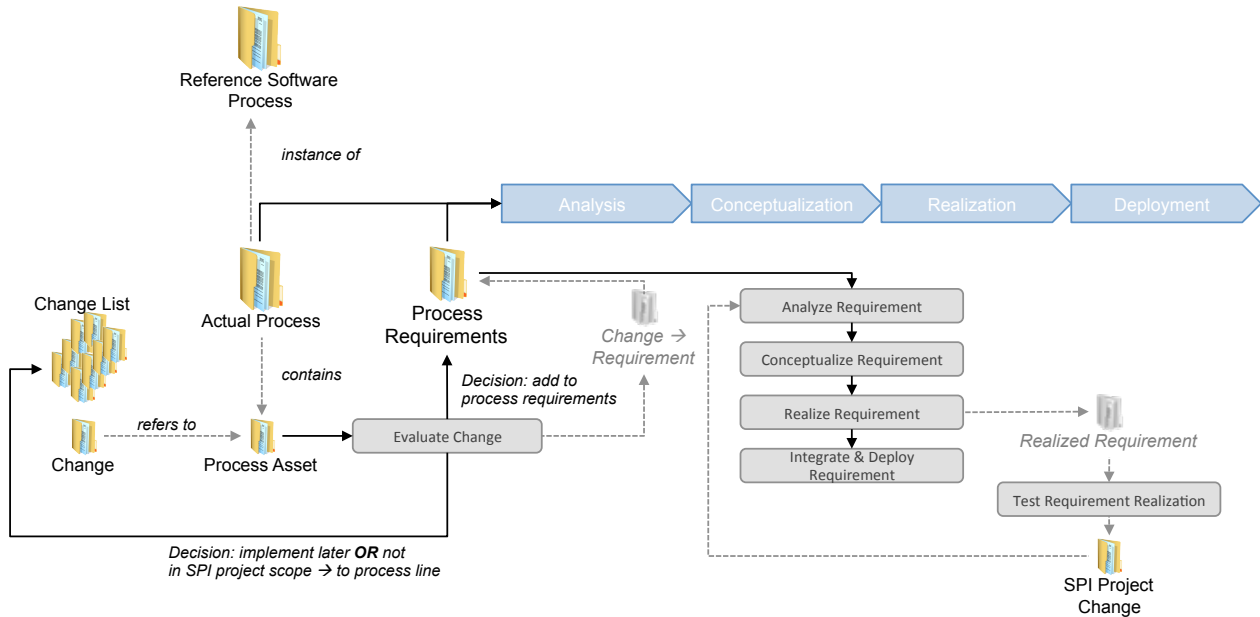 Reference Software
Process
instance of
Analysis
Conceptualization
Realization
Deployment
Change List
Actual Process
Process
Requirements
Change →
Requirement
Analyze Requirement
Conceptualize Requirement
Realize Requirement
Integrate & Deploy
Requirement
contains
Decision: add to
process requirements
refers to
Change
Process Asset
Evaluate Change
Realized Requirement
Test Requirement Realization
Decision: implement later OR not
in SPI project scope → to process line
SPI Project
Change